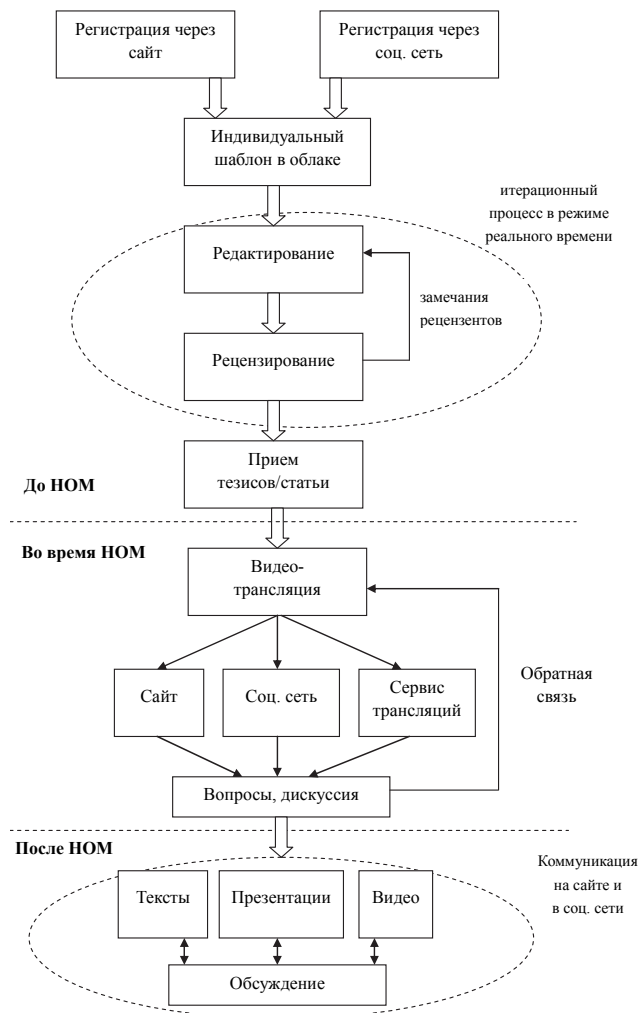 Регистрация через
сайт
Регистрация через
соц. сеть
Индивидуальный
шаблон в облаке
итерационный
процесс в режиме
реального времени
Редактирование
замечания
рецензентов
Рецензирование
Прием
тезисов/статьи
До НОМ
Во время НОМ
Видео-
трансляция
Обратная
связь
Сайт
Соц. сеть
Сервис
трансляций
Вопросы, дискуссия
После НОМ
Коммуникация
на сайте и
в соц. сети
Тексты
Презентации
Видео
Обсуждение